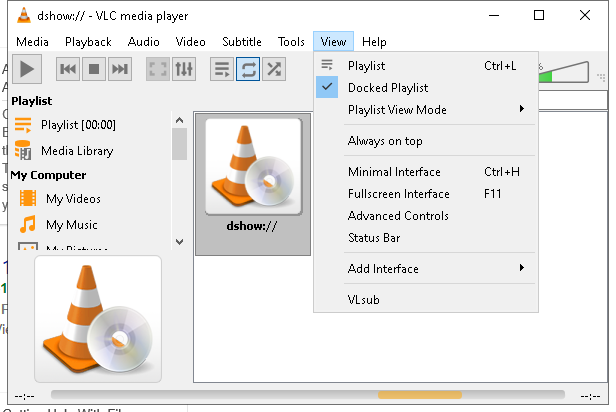 dshow:// - VLC media player
Media Playback Audio Video Subtitle Tools View Help
Playlist Ctrl+L
Docked Playlist
Playlist View Mode
Always on top
Minimal Interface Ctrl+H
Fullscreen Interface F11
Advanced Controls
Status Bar
Add Interface
VLsub
%
Playlist
Playlist [00:00]
Media Library
My Computer
My Videos
My Music
My Pictures
dshow://
--:-- --:--